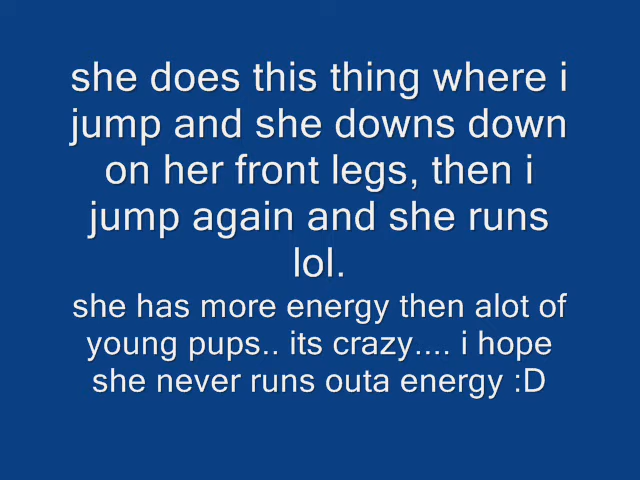 she does this thing where i
jump and she downs down
on her front legs, then i
jump again and she runs
lol.
she has more energy then alot of
young pups.. its crazy.... i hope
she never runs outa energy :D